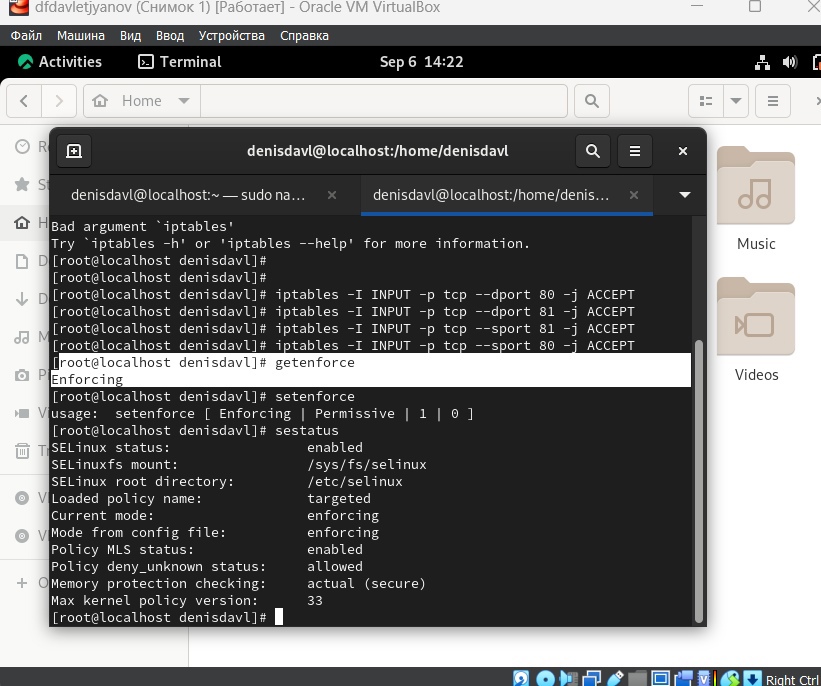 dfdavletjyanov (Снимок 1) [Работает] - Oracle VM VirtualBox
Файл Машина Вид Ввод Устройства Справка
Activities Terminal Sep 6 14:22
Home
denisdavl@localhost:/home/denisdavl
denisdavl@localhost:~ — sudo na... denisdavl@localhost:/home/denis...
Bad argument `iptables'
Try `iptables -h' or 'iptables --help' for more information.
[root@localhost denisdavl]#
[root@localhost denisdavl]#
[root@localhost denisdavl]# iptables -I INPUT -p tcp --dport 80 -j ACCEPT
[root@localhost denisdavl]# iptables -I INPUT -p tcp --dport 81 -j ACCEPT
[root@localhost denisdavl]# iptables -I INPUT -p tcp --sport 81 -j ACCEPT
[root@localhost denisdavl]# iptables -I INPUT -p tcp --sport 80 -j ACCEPT
[root@localhost denisdavl]# getenforce
Enforcing
[root@localhost denisdavl]# setenforce
usage:  setenforce [ Enforcing | Permissive | 1 | 0 ]
[root@localhost denisdavl]# sestatus
SELinux status:                 enabled
SELinuxfs mount:                /sys/fs/selinux
SELinux root directory:         /etc/selinux
Loaded policy name:             targeted
Current mode:                   enforcing
Mode from config file:          enforcing
Policy MLS status:              enabled
Policy deny_unknown status:     allowed
Memory protection checking:     actual (secure)
Max kernel policy version:      33
[root@localhost denisdavl]#
Music
Videos
Right Ctrl